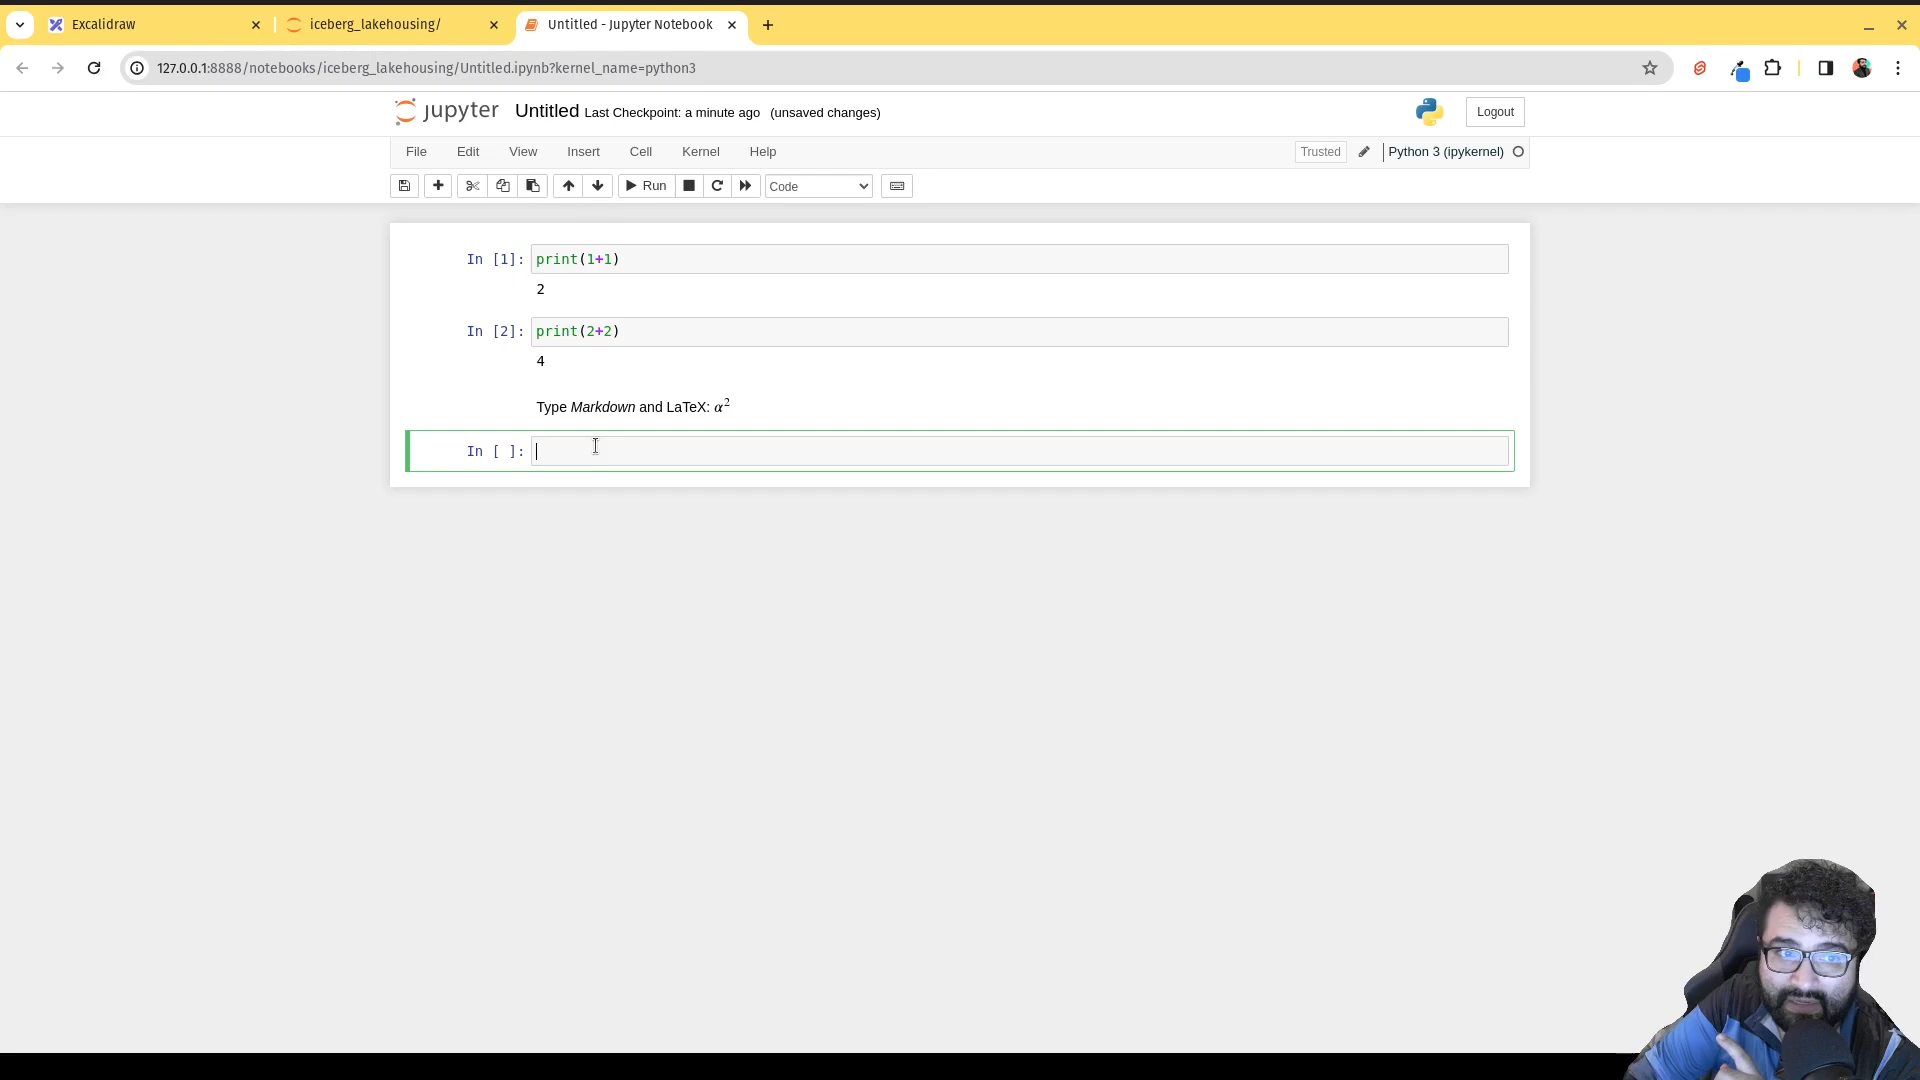 Excalidraw
iceberg_lakehousing/
Untitled - Jupyter Notebook
127.0.0.1:8888/notebooks/iceberg_lakehousing/Untitled.ipynb?kernel_name=python3
jupyter Untitled Last Checkpoint: a minute ago (unsaved changes) Logout
File Edit View Insert Cell Kernel Help Trusted Python 3 (ipykernel)
Run Code
In [1]: print(1+1)
2
In [2]: print(2+2)
4
Type Markdown and LaTeX: α²
In [ ]: